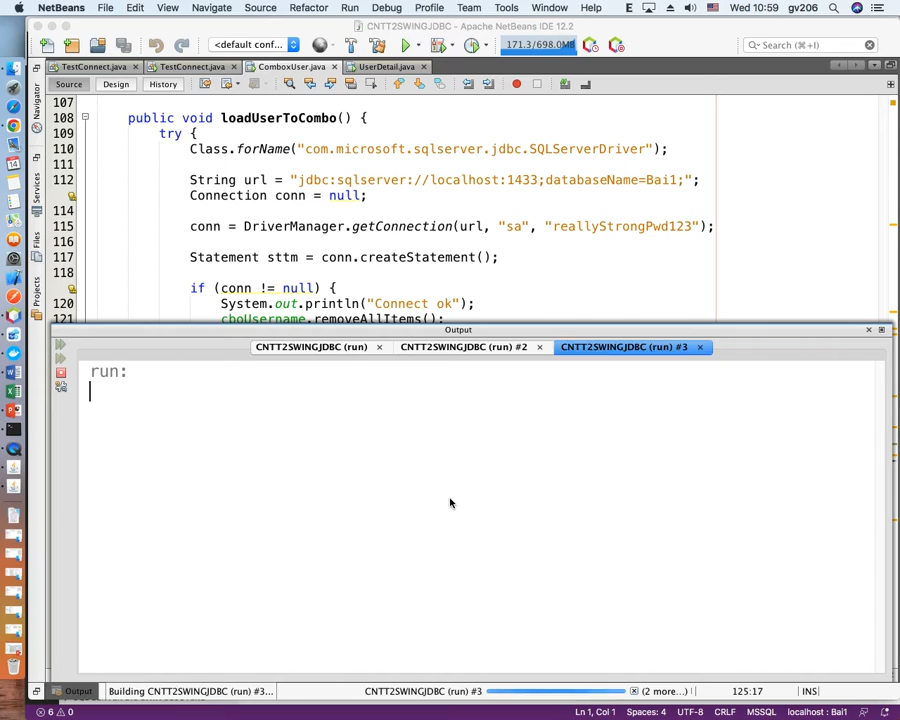 NetBeans File Edit View Navigate Source Refactor Run Debug Profile Team Tools Window Help E Wed 10:59 gv206
CNTT2SWINGJDBC - Apache NetBeans IDE 12.2
<default conf... 171.3/698.0MB Search (⌘+I)
TestConnect.java TestConnect.java ComboxUser.java UserDetail.java
Source Design History
Navigator
Services
Files
Projects
107
108 public void loadUserToCombo() {
109 try {
110 Class.forName("com.microsoft.sqlserver.jdbc.SQLServerDriver");
111
112 String url = "jdbc:sqlserver://localhost:1433;databaseName=Bai1;";
Connection conn = null;
114
115 conn = DriverManager.getConnection(url, "sa", "reallyStrongPwd123");
116
117 Statement sttm = conn.createStatement();
118
if (conn != null) {
120 System.out.println("Connect ok");
121 cboUsername.removeAllItems();
Output
CNTT2SWINGJDBC (run) CNTT2SWINGJDBC (run) #2 CNTT2SWINGJDBC (run) #3
run:
Output Building CNTT2SWINGJDBC (run) #3... CNTT2SWINGJDBC (run) #3 (2 more...) 125:17 INS
6 0 Ln 1, Col 1 Spaces: 4 UTF-8 CRLF MSSQL localhost : Bai1